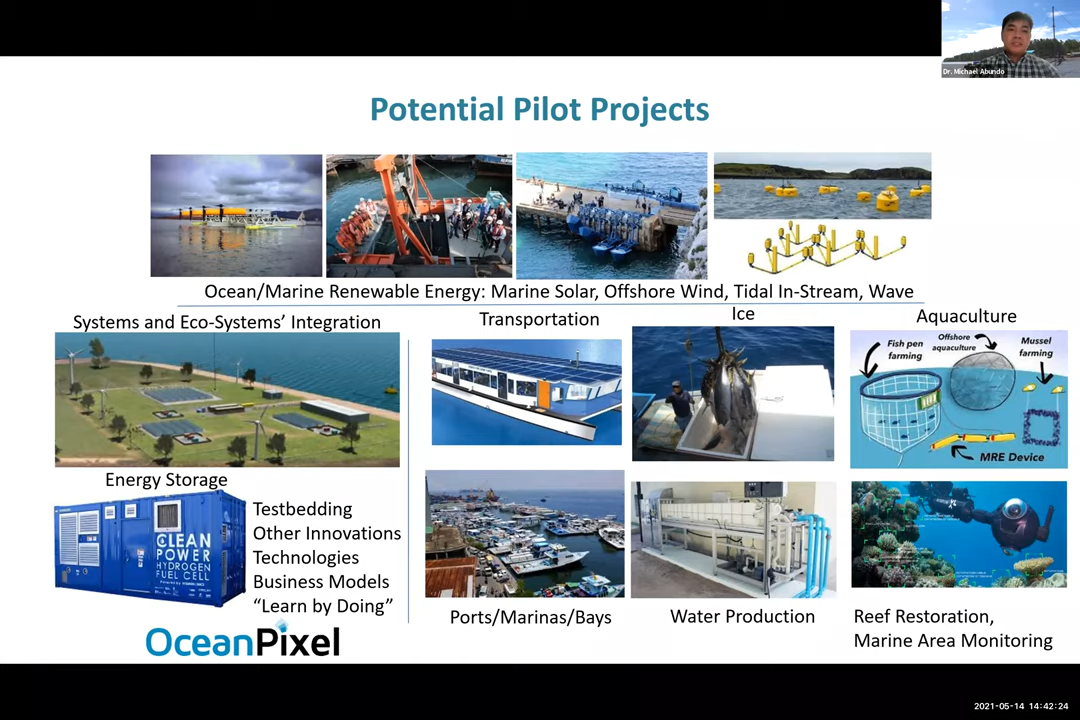 Dr. Michael Abundo
Potential Pilot Projects
Ocean/Marine Renewable Energy: Marine Solar, Offshore Wind, Tidal In-Stream, Wave
Systems and Eco-Systems’ Integration
Energy Storage
CLEAN
POWER
HYDROGEN
FUEL CELL
Testbedding
Other Innovations
Technologies
Business Models
“Learn by Doing”
OceanPixel
Transportation
Ice
Aquaculture
Fish pen
farming
Offshore
aquaculture
Mussel
farming
MRE Device
Ports/Marinas/Bays
Water Production
Reef Restoration,
Marine Area Monitoring
2021-05-14 14:42:24